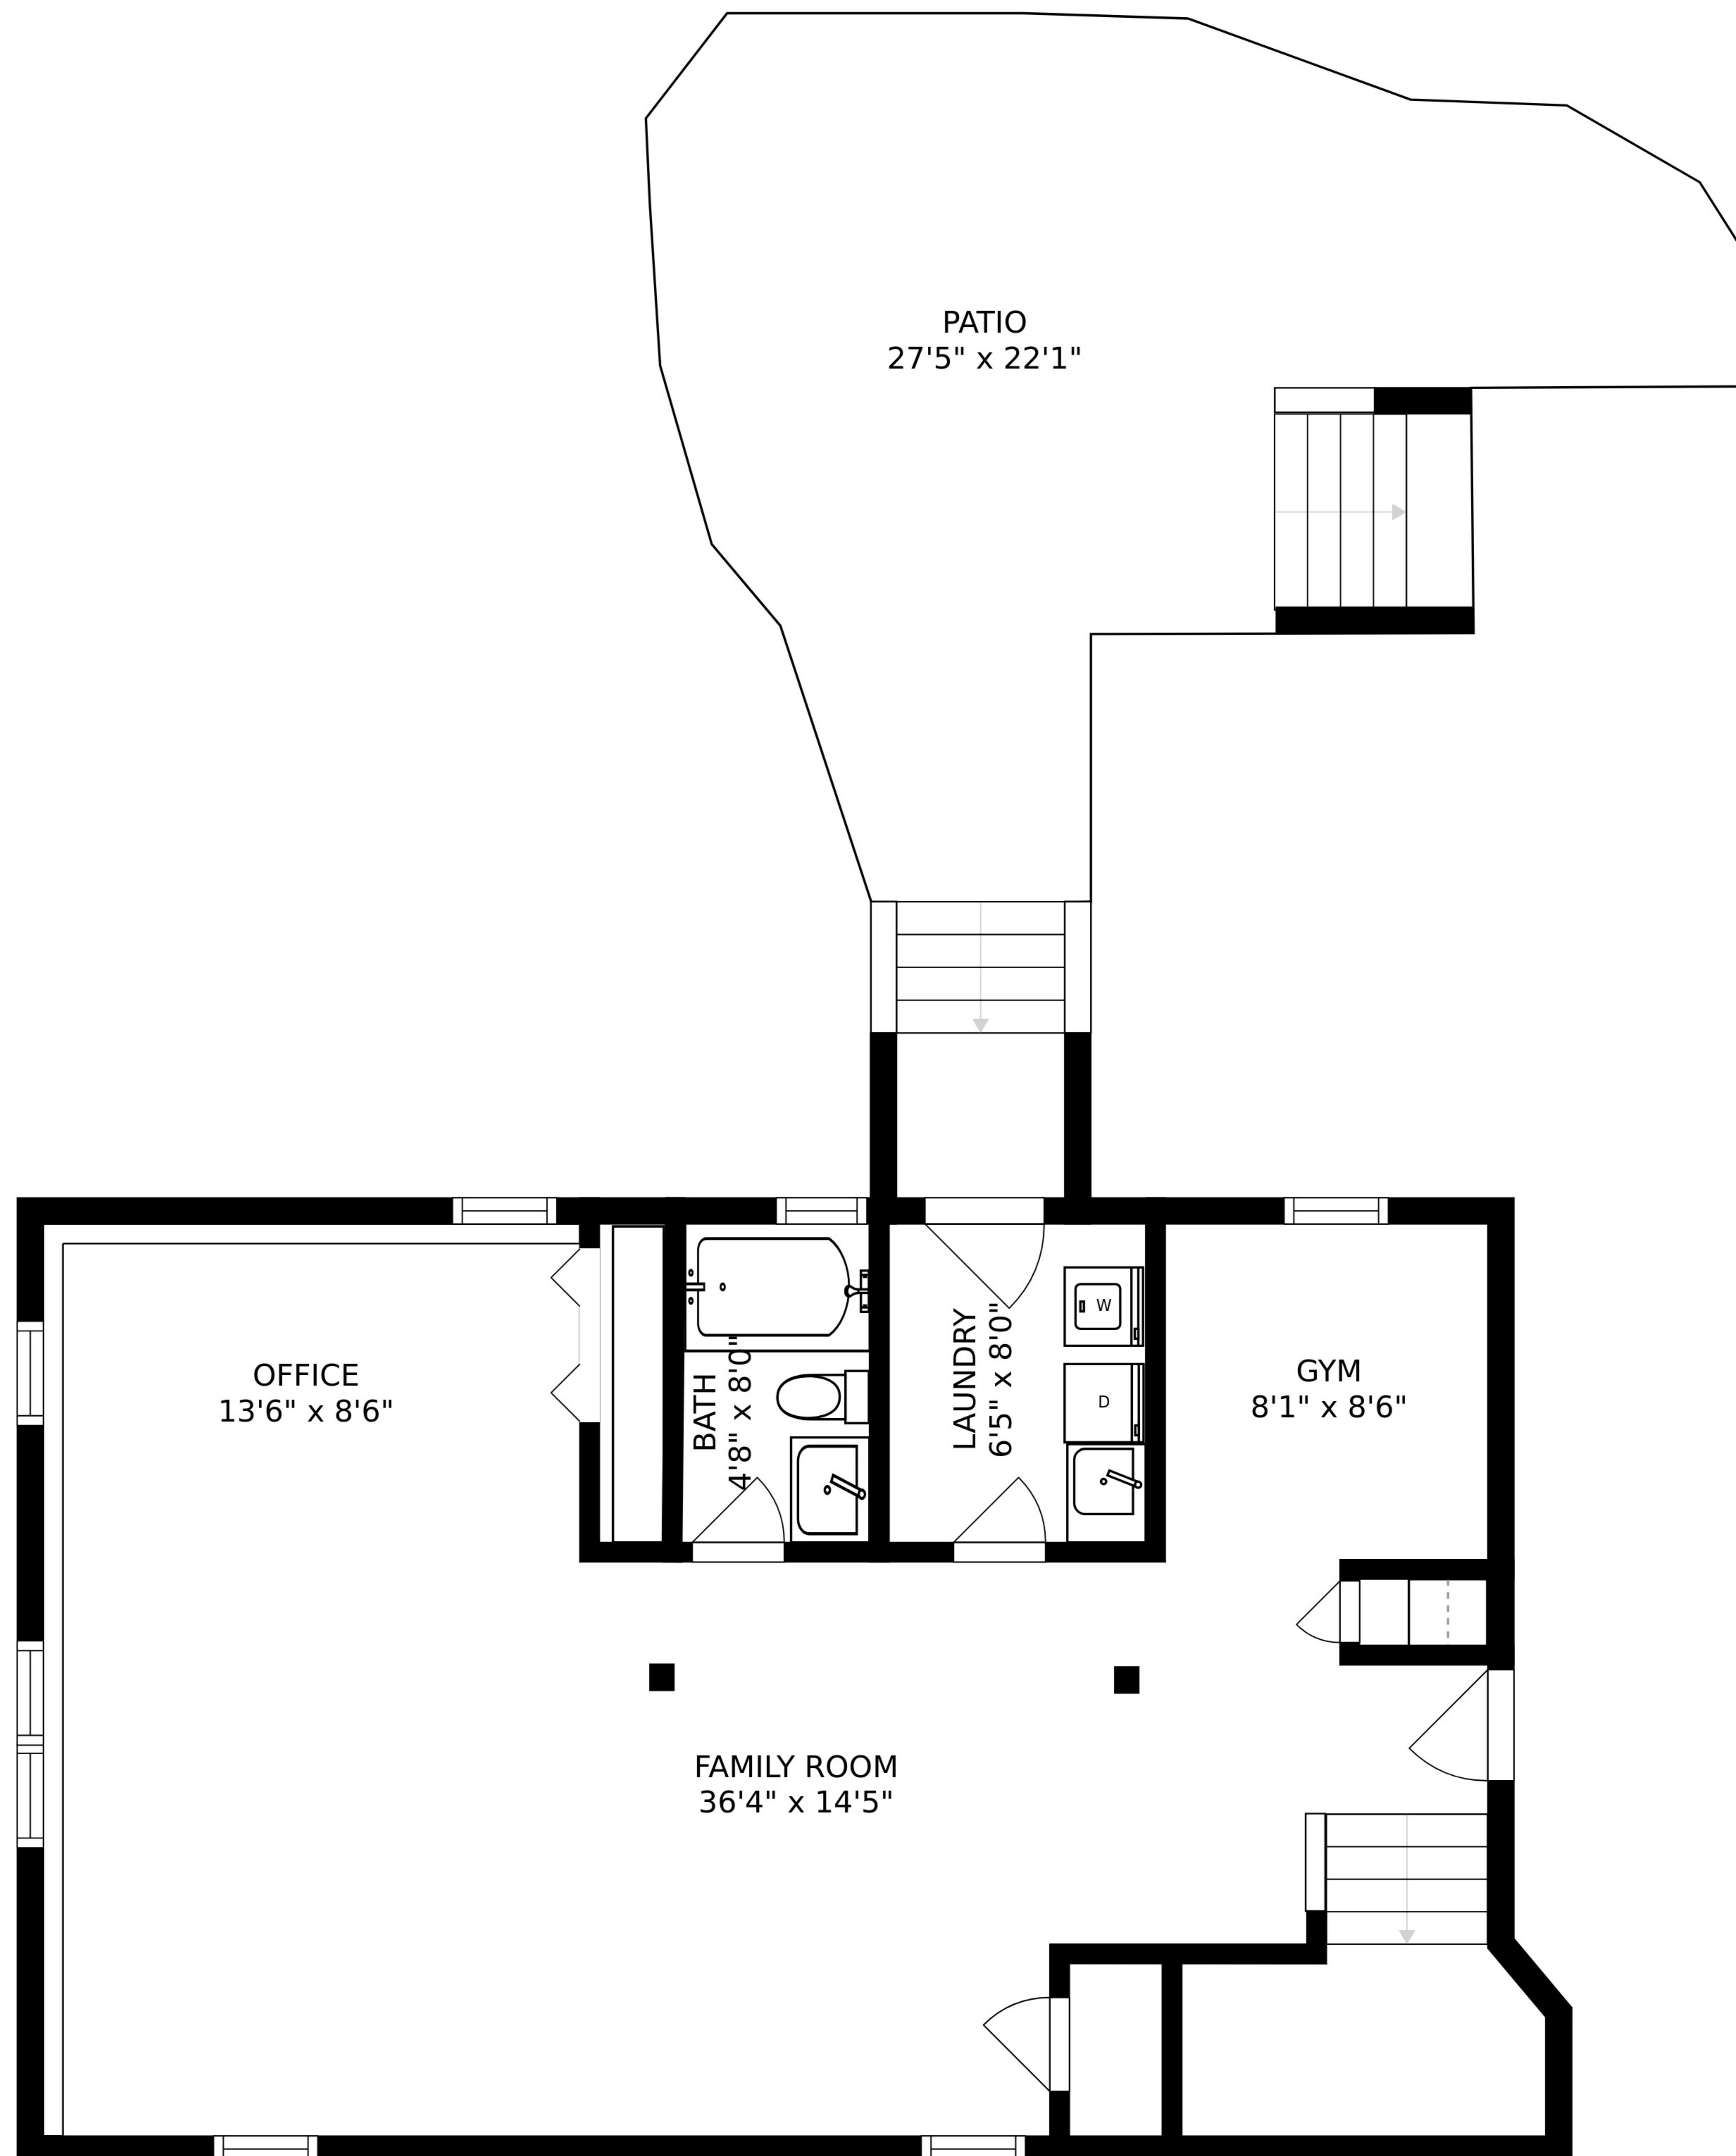 PATIO
27'5" x 22'1"
OFFICE
13'6" x 8'6"
BATH
4'8" x 8'0"
LAUNDRY
6'5" x 8'0"
W
D
GYM
8'1" x 8'6"
FAMILY ROOM
36'4" x 14'5"